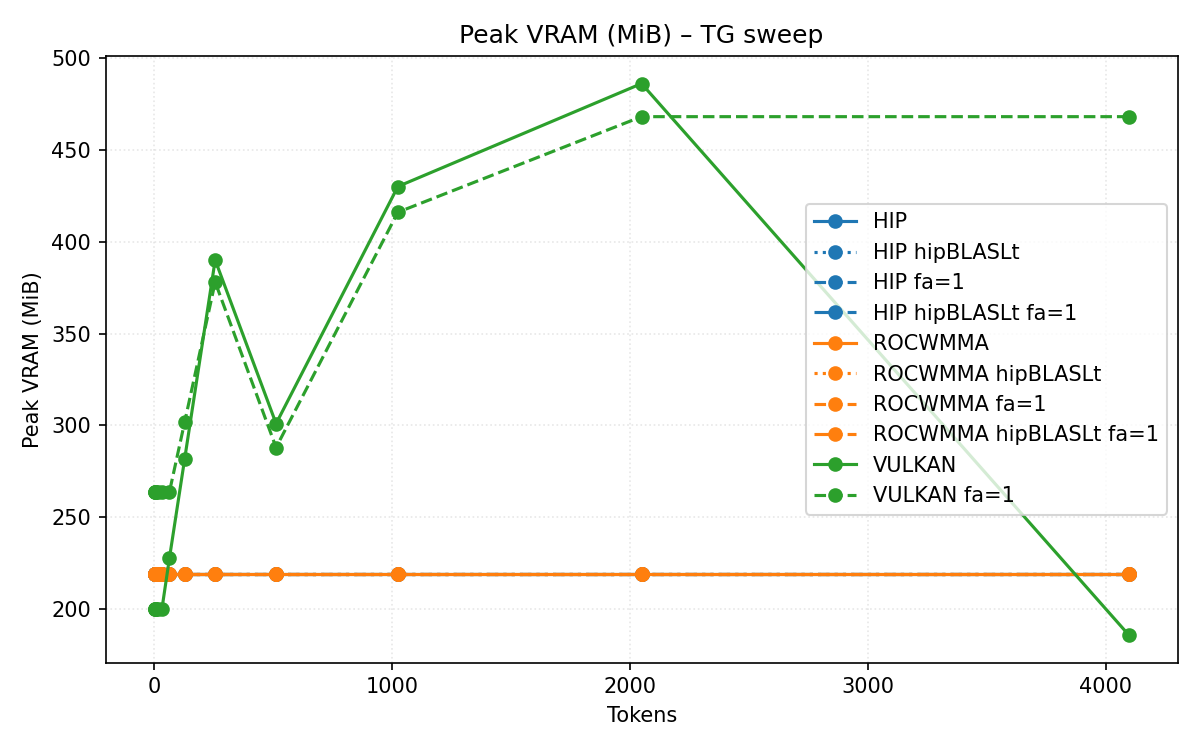 Peak VRAM (MiB) – TG sweep
500
450
400
350
300
250
200
Peak VRAM (MiB)
HIP
HIP hipBLASLt
HIP fa=1
HIP hipBLASLt fa=1
ROCWMMA
ROCWMMA hipBLASLt
ROCWMMA fa=1
ROCWMMA hipBLASLt fa=1
VULKAN
VULKAN fa=1
0 1000 2000 3000 4000
Tokens